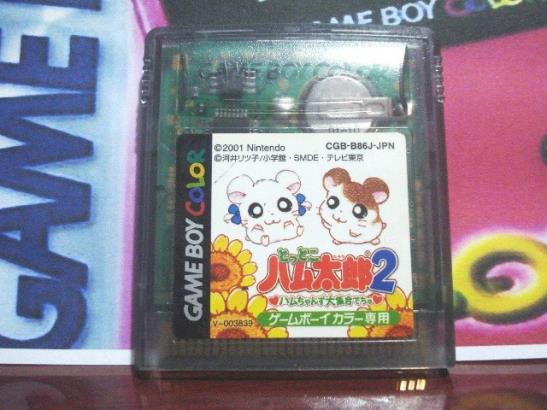 GAME BOY COLOR
GAME BOY COLOR
©2001 Nintendo
CGB-B86J-JPN
©河井リツ子/小学館・SMDE・テレビ東京
GAME BOY COLOR
とっとこ
ハム太郎2
♥ハムちゃんず大集合でちゅ♥
ゲームボーイカラー専用
V-003839